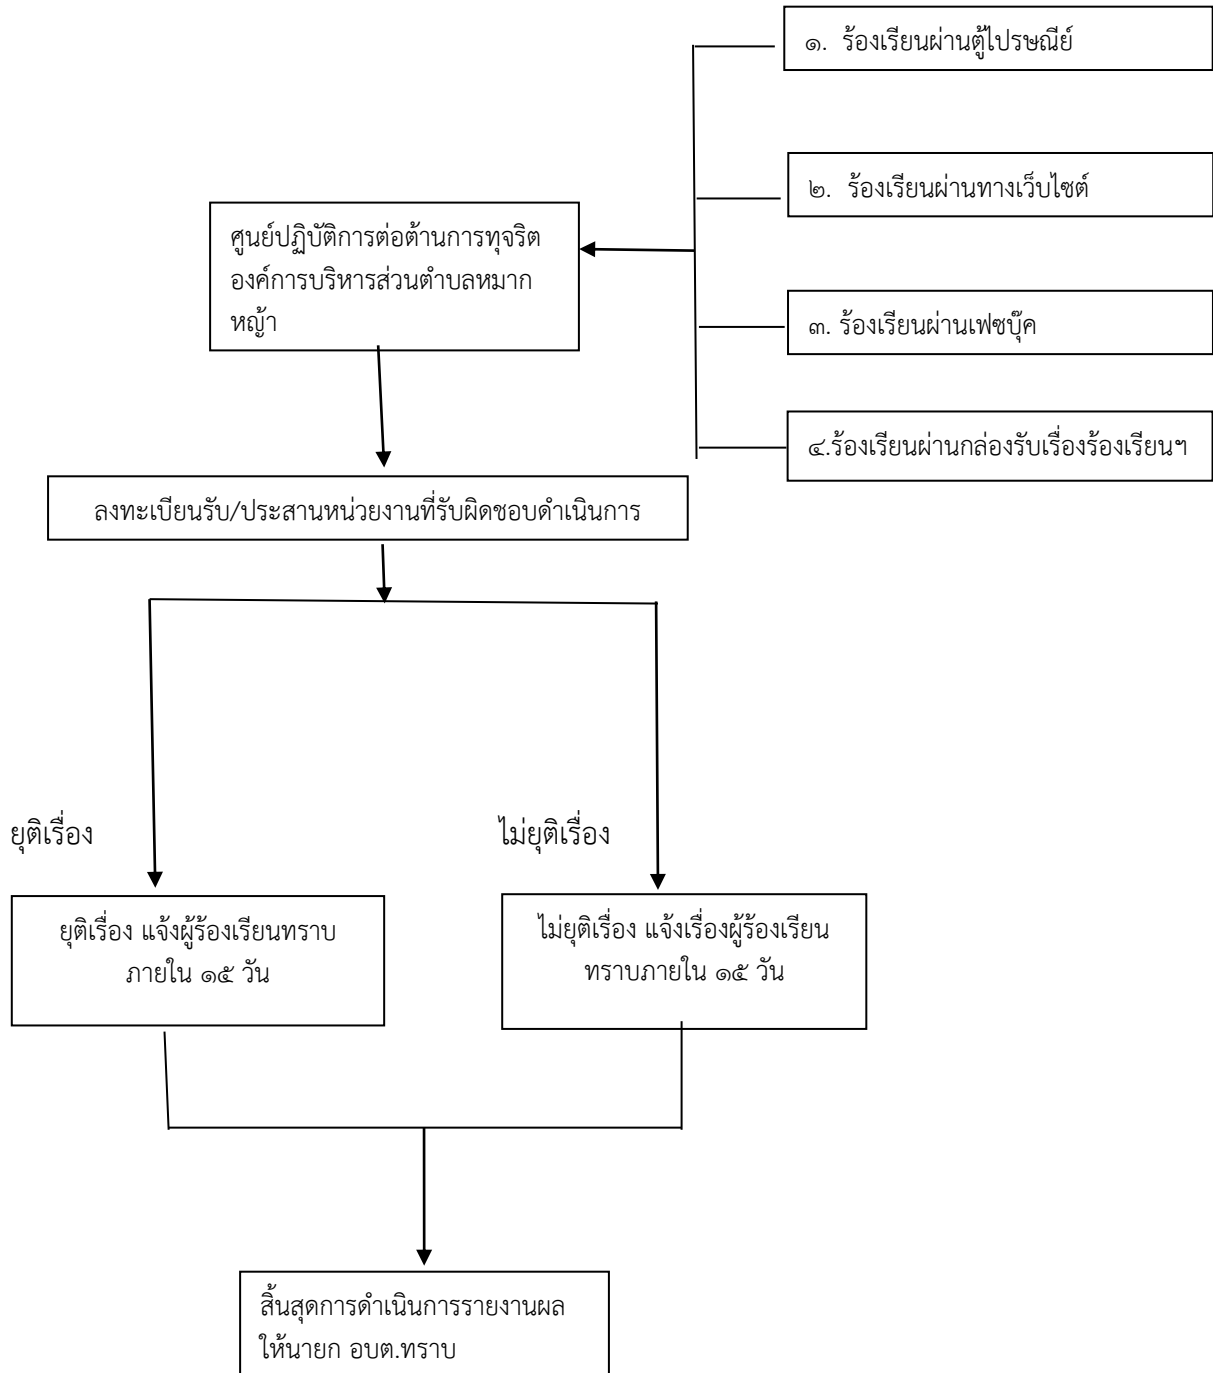 ๑.  ร้องเรียนผ่านตู้ไปรษณีย์
๒.  ร้องเรียนผ่านทางเว็บไซต์
ศูนย์ปฏิบัติการต่อต้านการทุจริต
องค์การบริหารส่วนตำบลหมาก
หญ้า
๓. ร้องเรียนผ่านเฟซบุ๊ค
๔.ร้องเรียนผ่านกล่องรับเรื่องร้องเรียนฯ
ลงทะเบียนรับ/ประสานหน่วยงานที่รับผิดชอบดำเนินการ
ยุติเรื่อง
ไม่ยุติเรื่อง
ยุติเรื่อง แจ้งผู้ร้องเรียนทราบ
ภายใน ๑๕ วัน
ไม่ยุติเรื่อง แจ้งเรื่องผู้ร้องเรียน
ทราบภายใน ๑๕ วัน
สิ้นสุดการดำเนินการรายงานผล
ให้นายก อบต.ทราบ